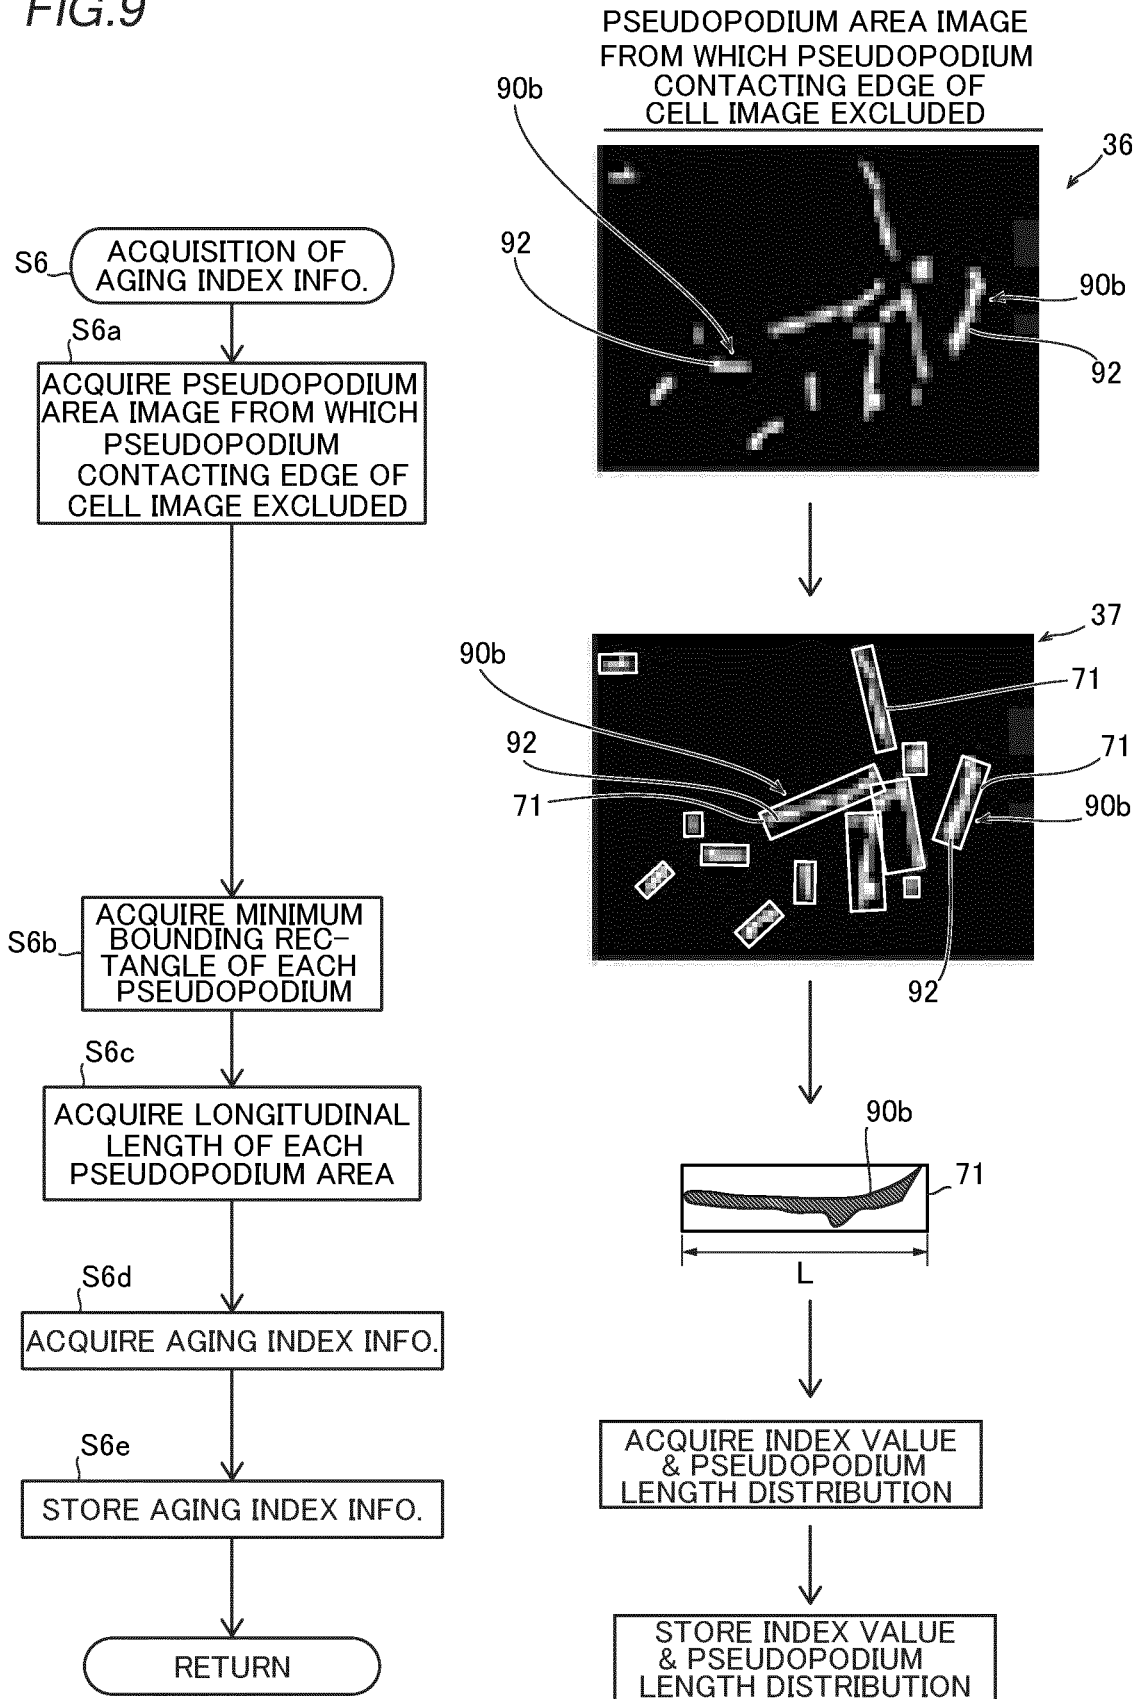 FIG.9
PSEUDOPODIUM AREA IMAGE
FROM WHICH PSEUDOPODIUM
CONTACTING EDGE OF
CELL IMAGE EXCLUDED
90b
36
92
90b
92
S6
ACQUISITION OF
AGING INDEX INFO.
S6a
ACQUIRE PSEUDOPODIUM
AREA IMAGE FROM WHICH
PSEUDOPODIUM
CONTACTING EDGE OF
CELL IMAGE EXCLUDED
37
90b
71
92
71
71
90b
92
S6b
ACQUIRE MINIMUM
BOUNDING REC-
TANGLE OF EACH
PSEUDOPODIUM
S6c
ACQUIRE LONGITUDINAL
LENGTH OF EACH
PSEUDOPODIUM AREA
90b
71
L
S6d
ACQUIRE AGING INDEX INFO.
S6e
STORE AGING INDEX INFO.
ACQUIRE INDEX VALUE
& PSEUDOPODIUM
LENGTH DISTRIBUTION
RETURN
STORE INDEX VALUE
& PSEUDOPODIUM
LENGTH DISTRIBUTION